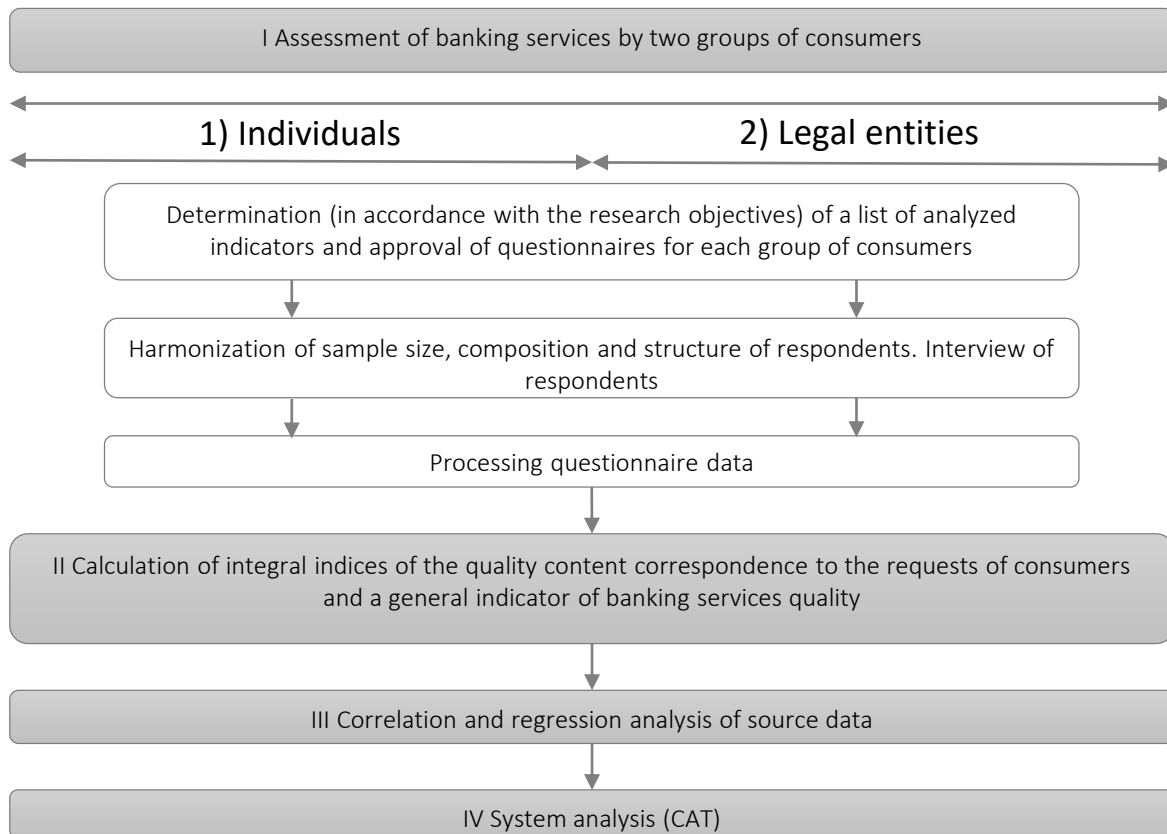 I Assessment of banking services by two groups of consumers
1) Individuals
2) Legal entities
Determination (in accordance with the research objectives) of a list of analyzed
indicators and approval of questionnaires for each group of consumers
Harmonization of sample size, composition and structure of respondents. Interview of
respondents
Processing questionnaire data
II Calculation of integral indices of the quality content correspondence to the requests of consumers
and a general indicator of banking services quality
III Correlation and regression analysis of source data
IV System analysis (CAT)